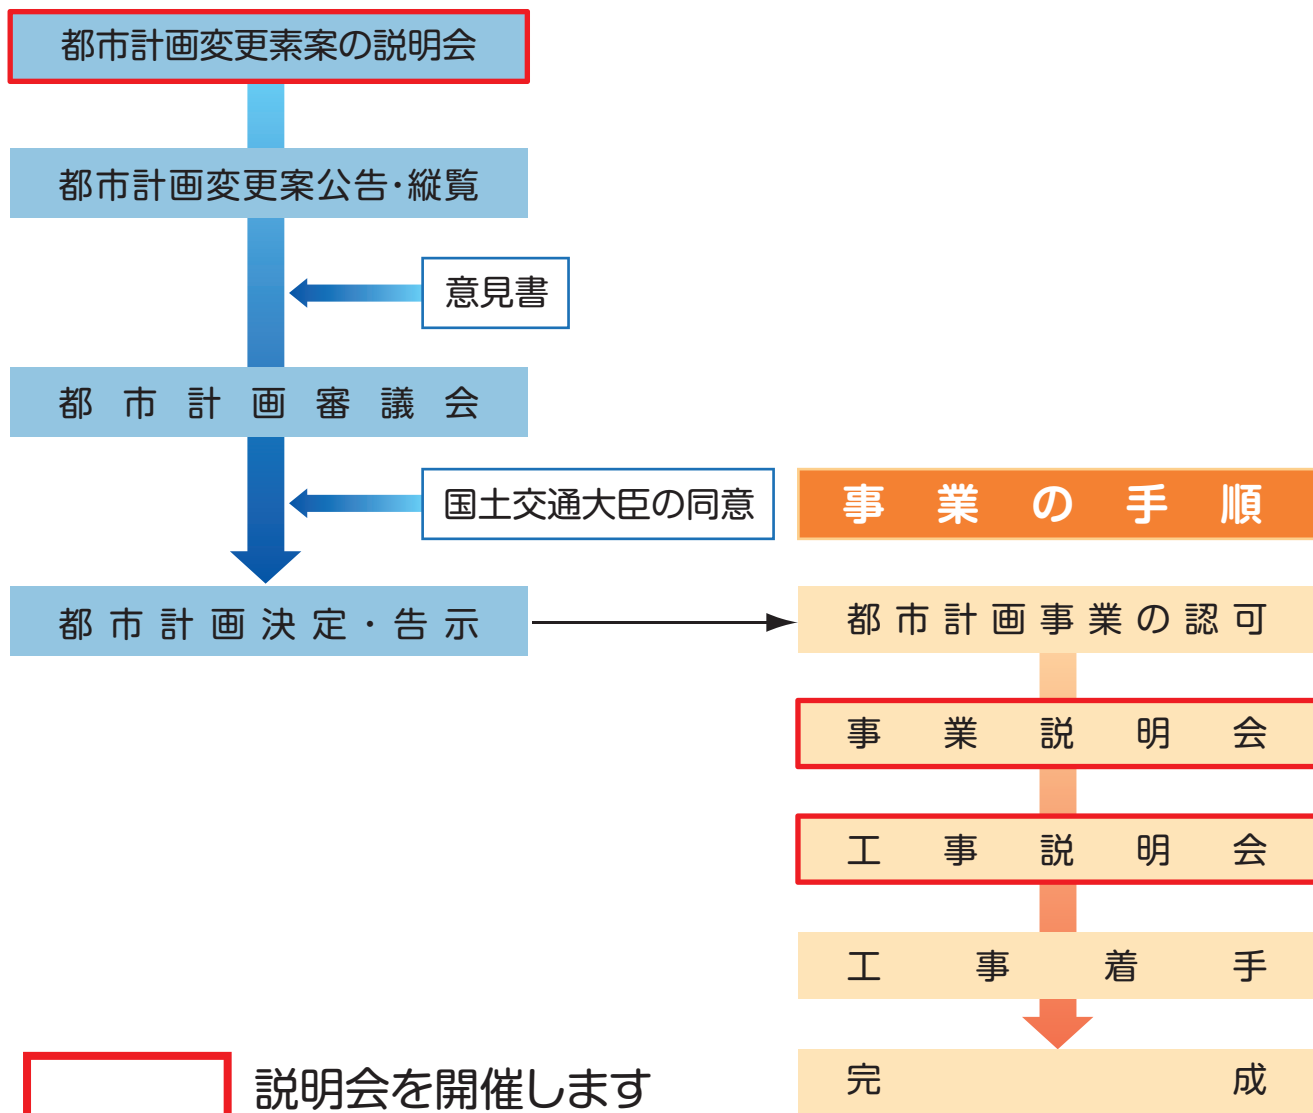 都市計画変更素案の説明会
都市計画変更案公告・縦覧
意見書
都市計画審議会
国土交通大臣の同意
都市計画決定・告示
事業の手順
都市計画事業の認可
事業説明会
工事説明会
工事着手
完成
説明会を開催します